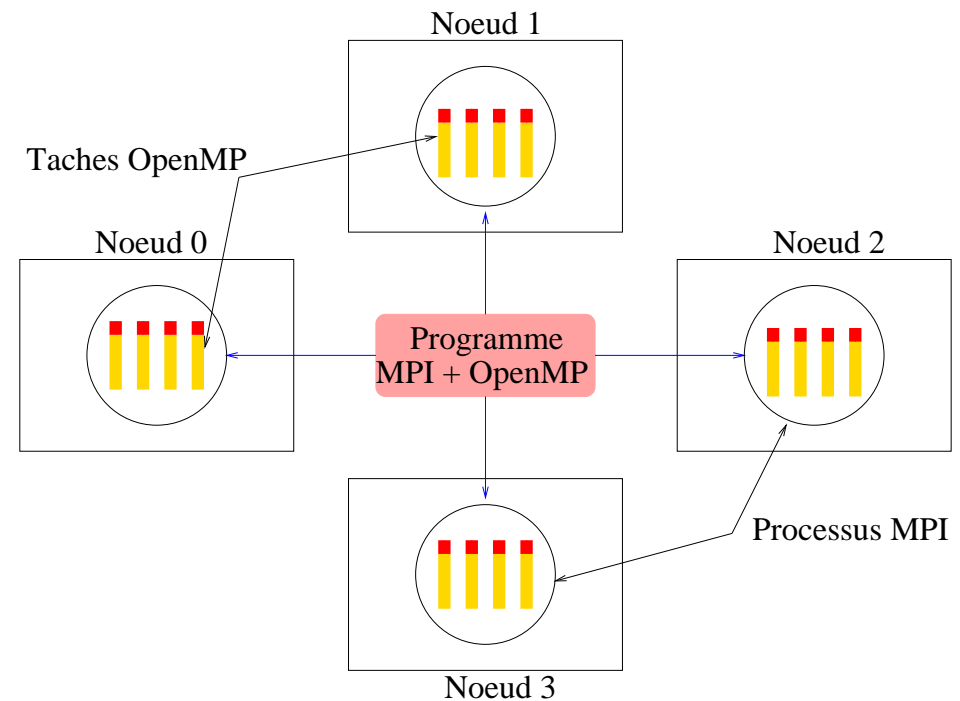 Noeud 1
Taches OpenMP
Noeud 0
Noeud 2
Programme
MPI + OpenMP
Processus MPI
Noeud 3